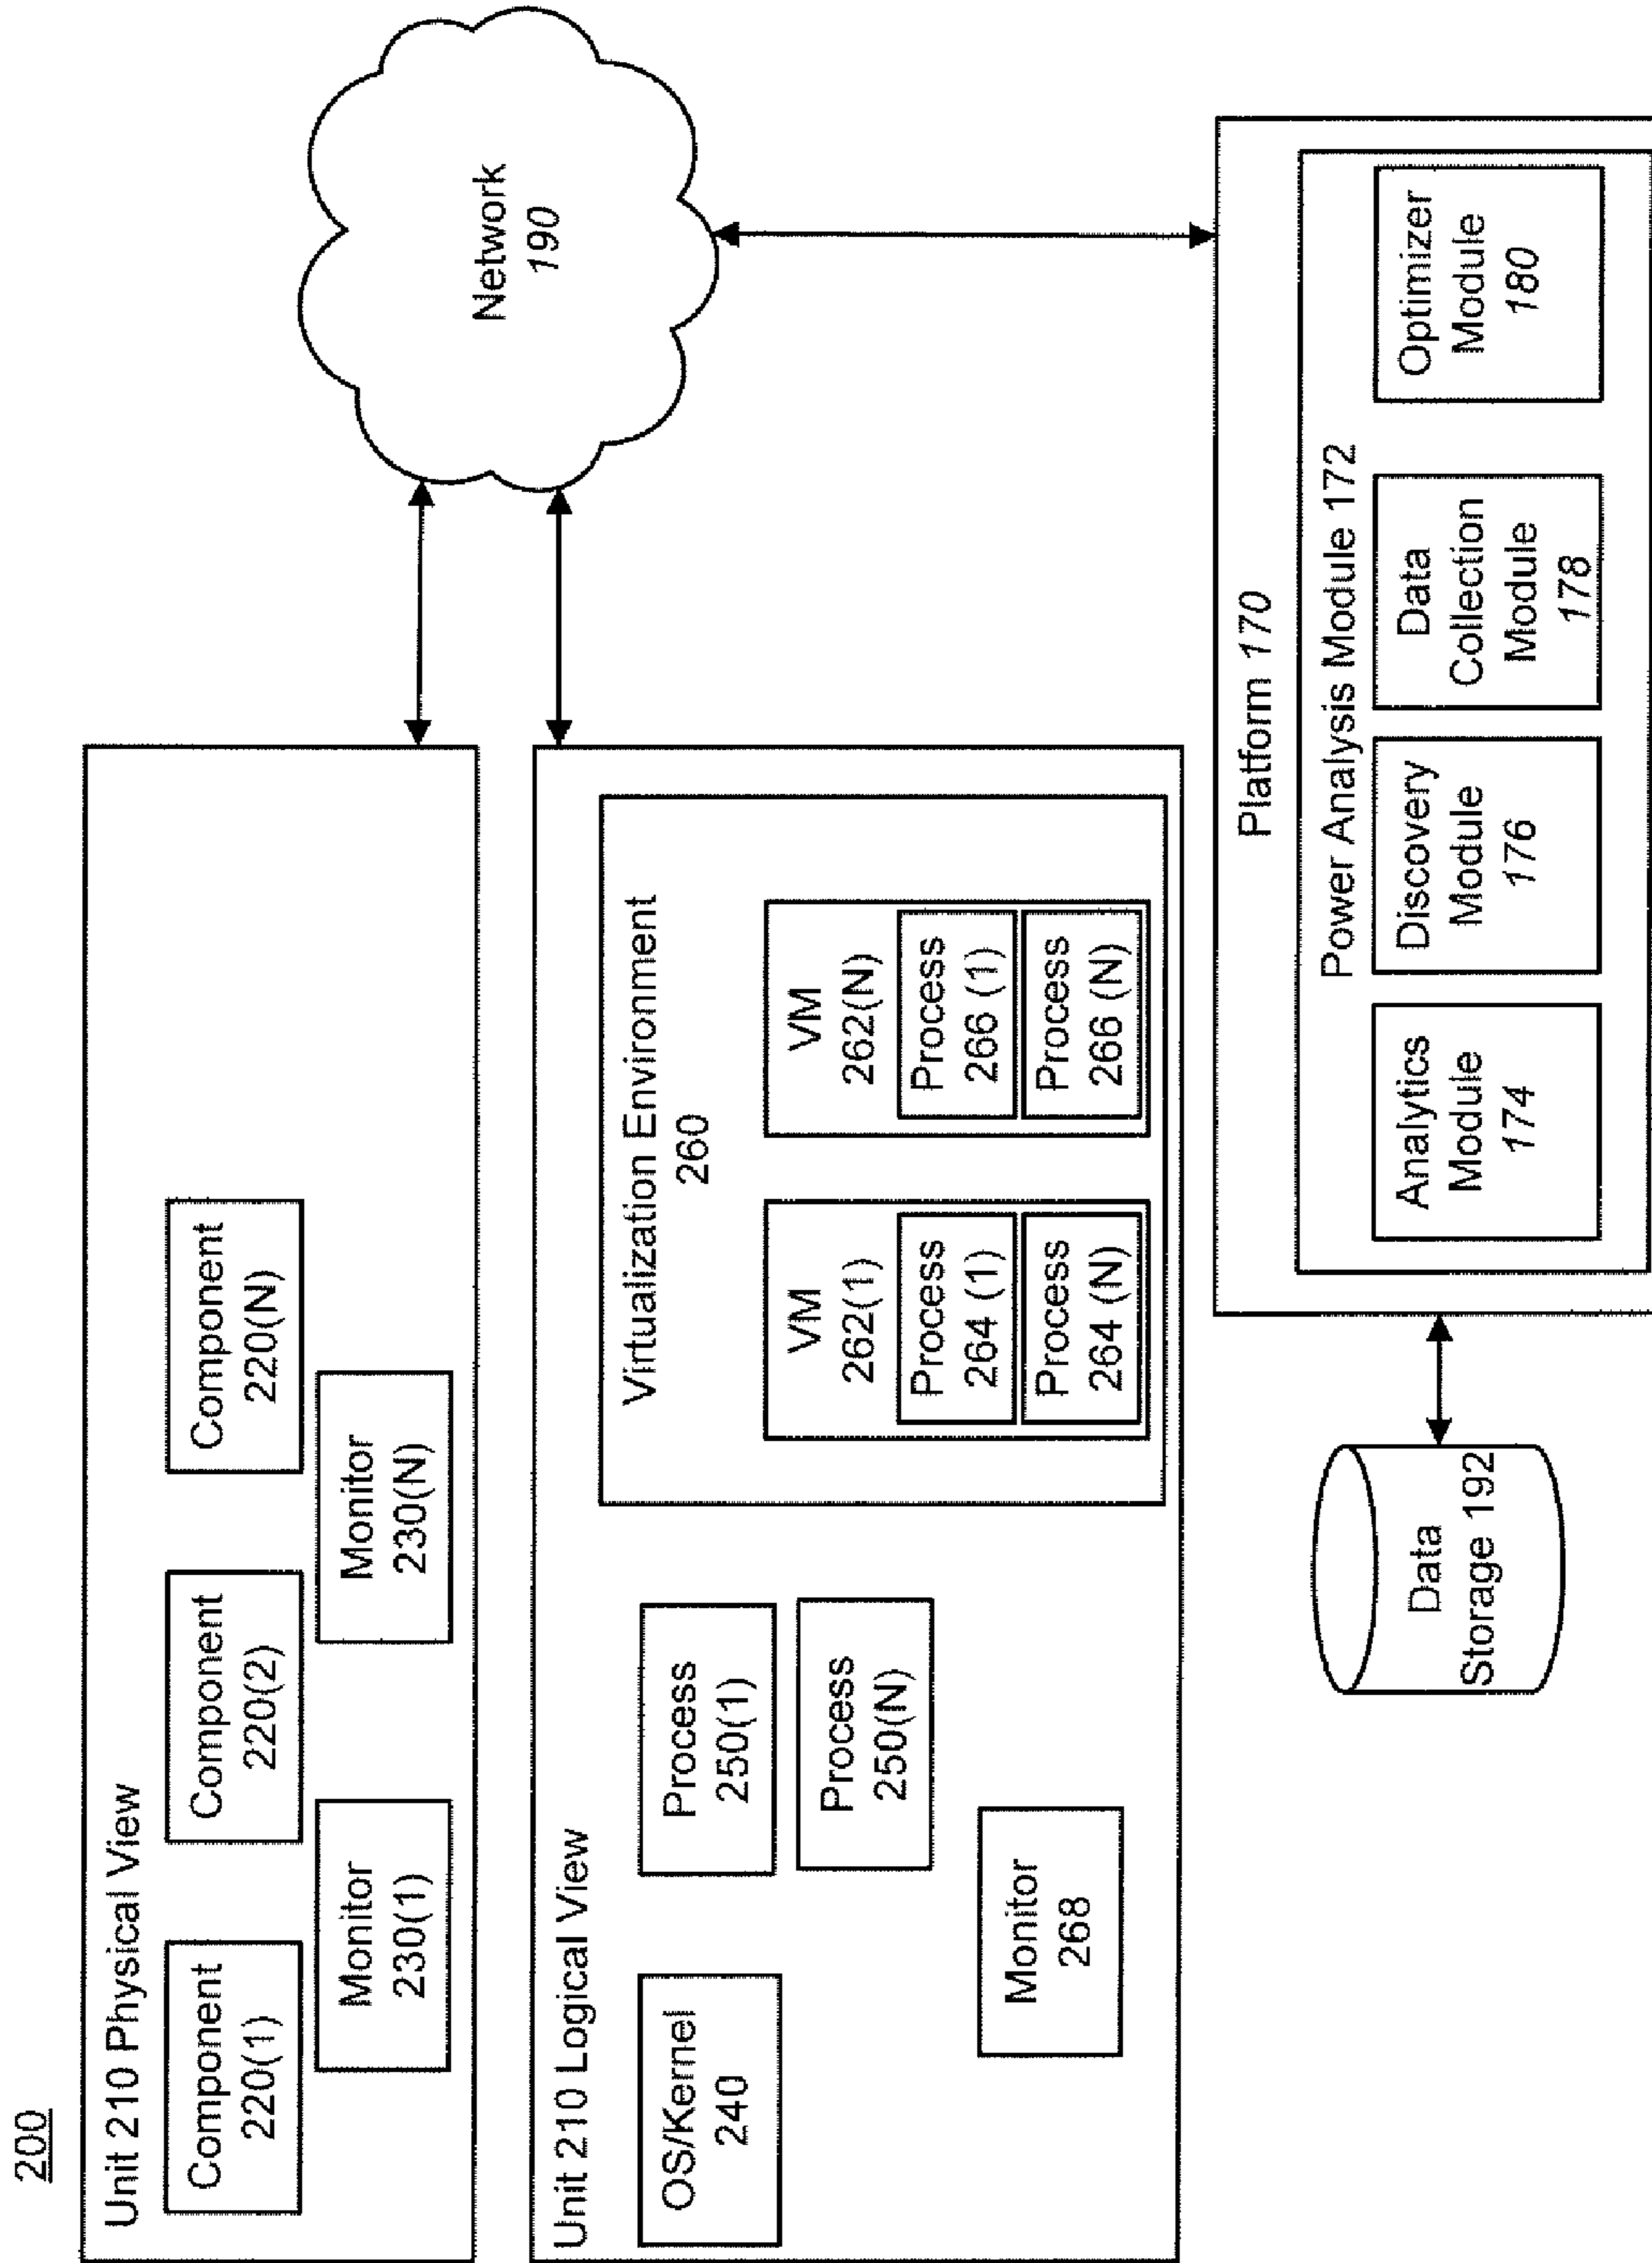 200
Unit 210 Physical View
Component
220(1)
Component
220(2)
Component
220(N)
Monitor
230(1)
Monitor
230(N)
Network
190
Unit 210 Logical View
OS/Kernel
240
Process
250(1)
Process
250(N)
Monitor
268
Virtualization Environment
260
VM
262(1)
Process
264 (1)
Process
264 (N)
VM
262(N)
Process
266 (1)
Process
266 (N)
Platform 170
Power Analysis Module 172
Analytics
Module
174
Discovery
Module
176
Data
Collection
Module
178
Optimizer
Module
180
Data
Storage 192